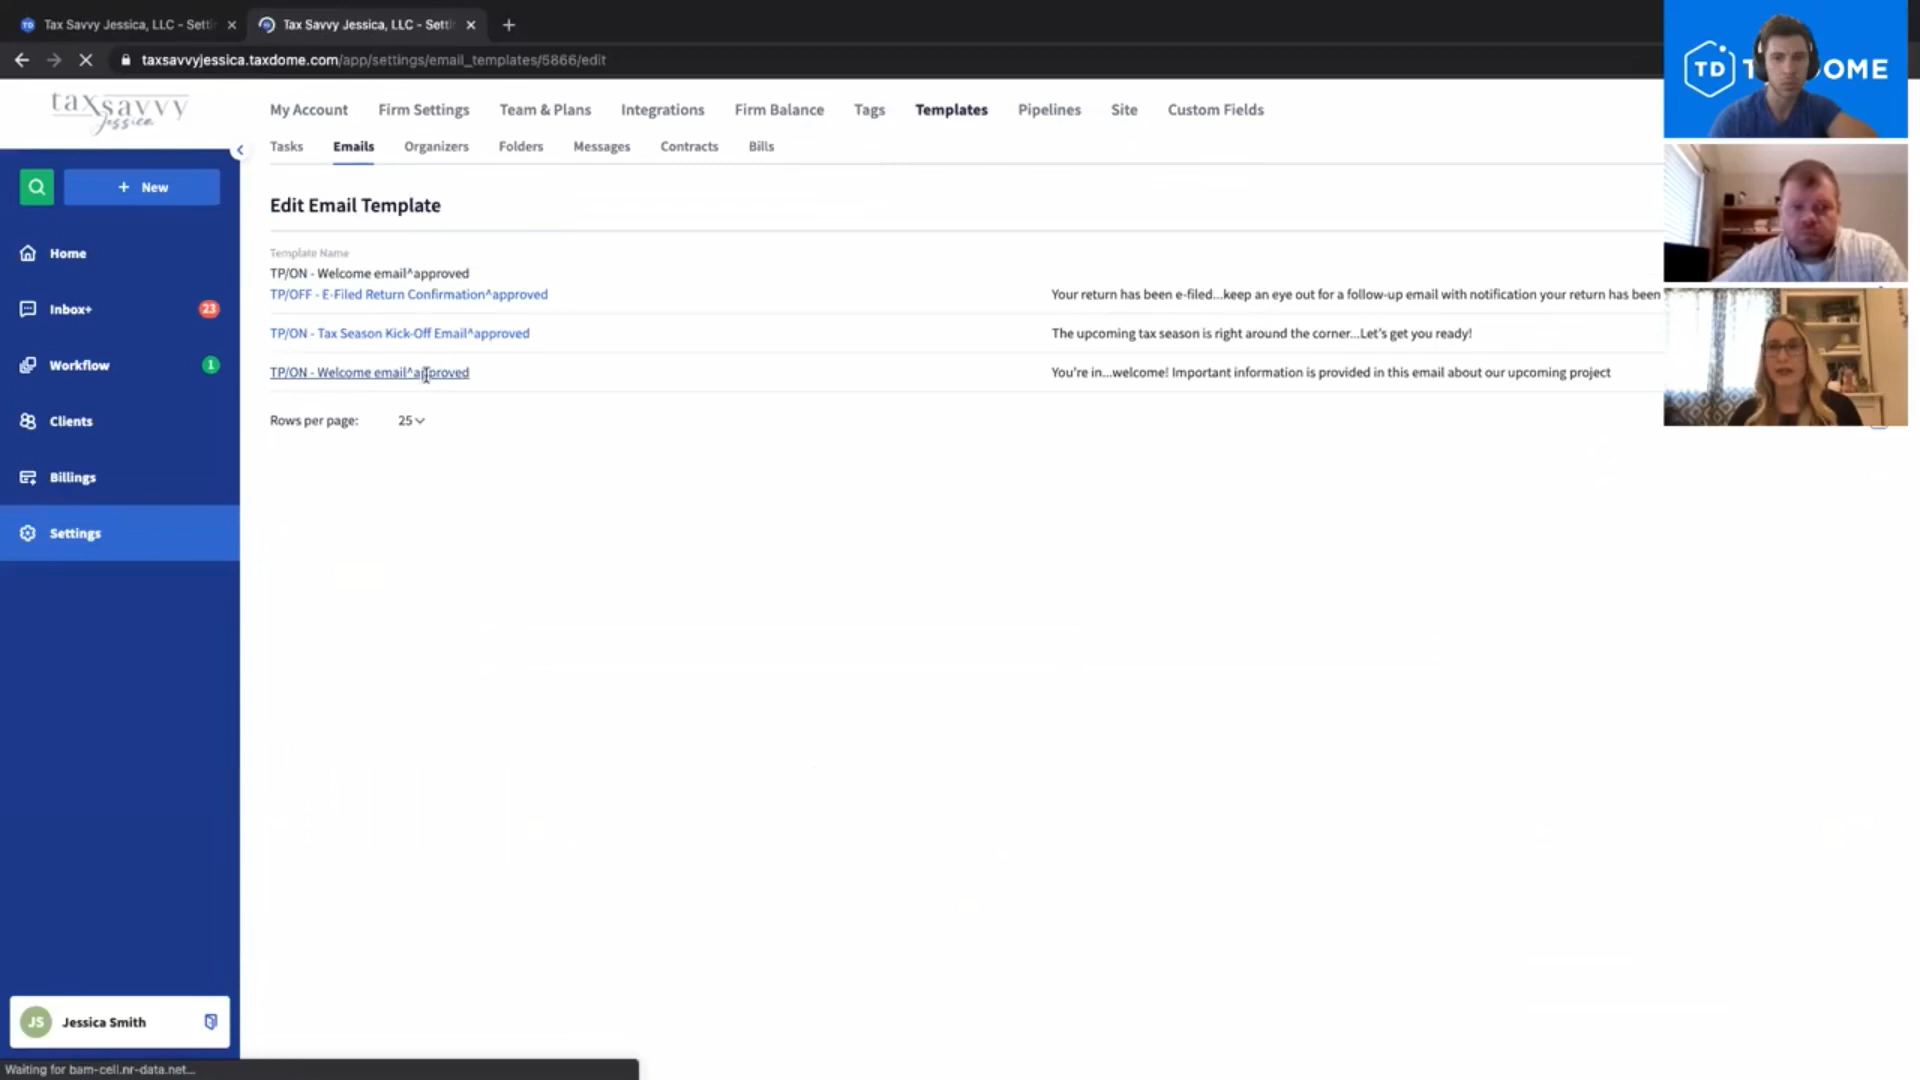 Tax Savvy Jessica, LLC - Setti
Tax Savvy Jessica, LLC - Setti
taxsavvyjessica.taxdome.com/app/settings/email_templates/5866/edit
taxsavvy
Jessica
My Account Firm Settings Team & Plans Integrations Firm Balance Tags Templates Pipelines Site Custom Fields
Tasks Emails Organizers Folders Messages Contracts Bills
+ New
Home
Inbox+ 23
Workflow 1
Clients
Billings
Settings
JS Jessica Smith
Edit Email Template
Template Name
TP/ON - Welcome email^approved
TP/OFF - E-Filed Return Confirmation^approved Your return has been e-filed...keep an eye out for a follow-up email with notification your return has been
TP/ON - Tax Season Kick-Off Email^approved The upcoming tax season is right around the corner...Let's get you ready!
TP/ON - Welcome email^approved You're in...welcome! Important information is provided in this email about our upcoming project
Rows per page: 25
TD T OME
Waiting for bam-cell.nr-data.net...